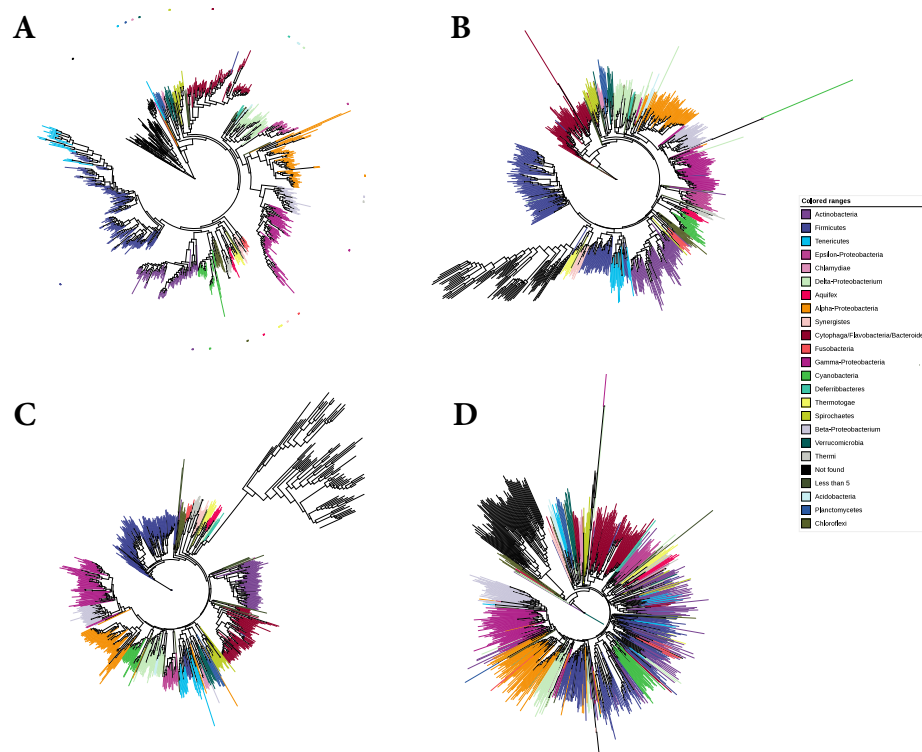 A
B
C
D
Colored ranges
Actinobacteria
Firmicutes
Tenericutes
Epsilon-Proteobacteria
Chlamydiae
Delta-Proteobacterium
Aquifex
Alpha-Proteobacteria
Synergistes
Cytophaga/Flavobacteria/Bacteroide
Fusobacteria
Gamma-Proteobacteria
Cyanobacteria
Deferribbacteres
Thermotogae
Spirochaetes
Beta-Proteobacterium
Verrucomicrobia
Thermi
Not found
Less than 5
Acidobacteria
Planctomycetes
Chloroflexi